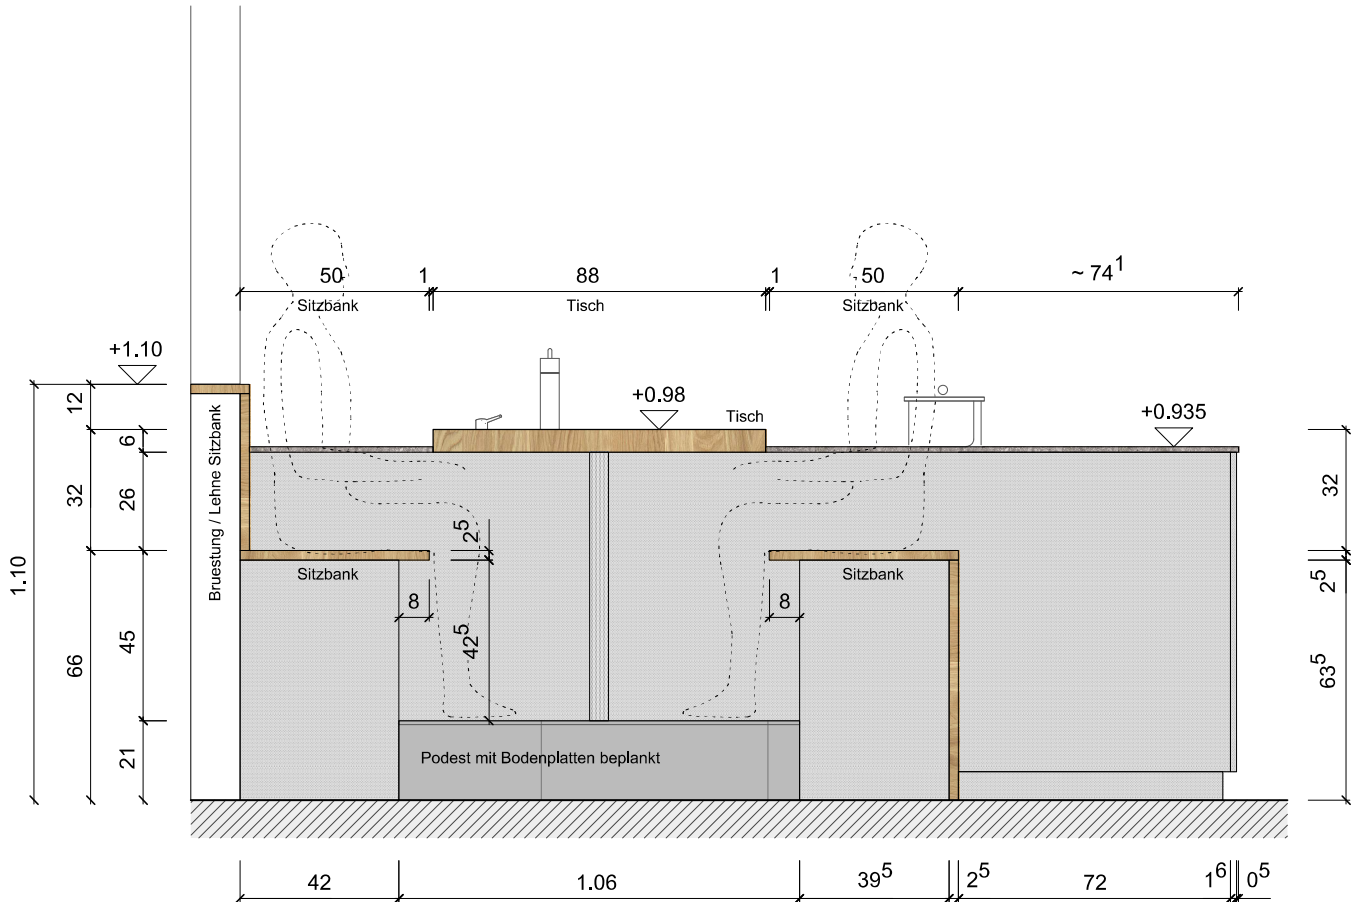 50 1 88 1 50 ~ 74¹
Sitzbank Tisch Sitzbank
+1.10
12
+0.98
Tisch
+0.935
6
Bruestung / Lehne Sitzbank
32
26
32
2⁵
1.10
Sitzbank
Sitzbank
2⁵
8
8
42⁵
45
66
63⁵
21
Podest mit Bodenplatten beplankt
42 1.06 39⁵ 2⁵ 72 1⁶ 0⁵